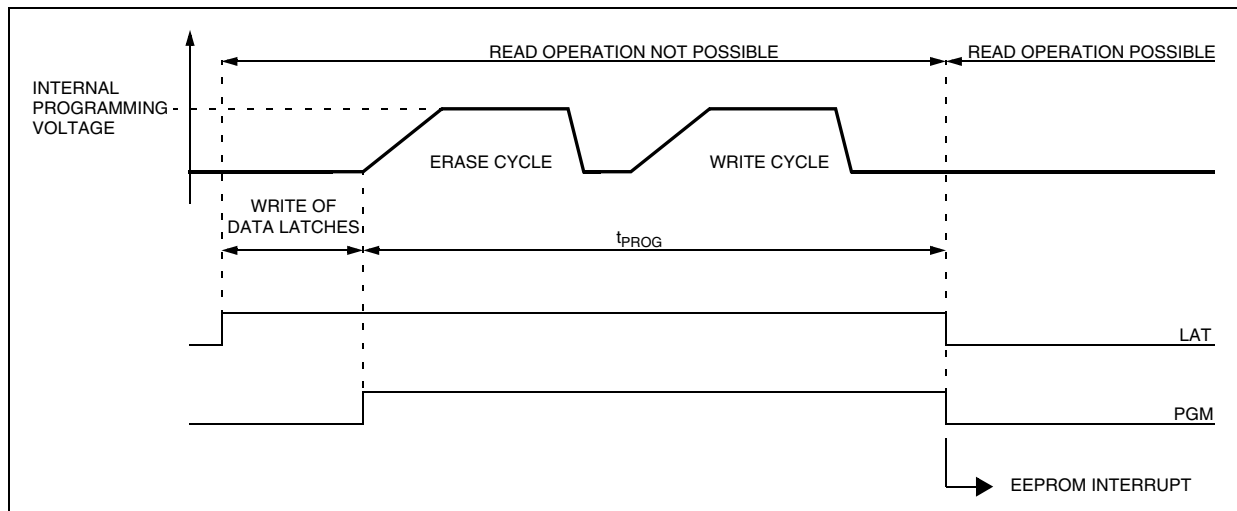 READ OPERATION NOT POSSIBLE
READ OPERATION POSSIBLE
INTERNAL
PROGRAMMING
VOLTAGE
ERASE CYCLE
WRITE CYCLE
WRITE OF
DATA LATCHES
tPROG
LAT
PGM
EEPROM INTERRUPT